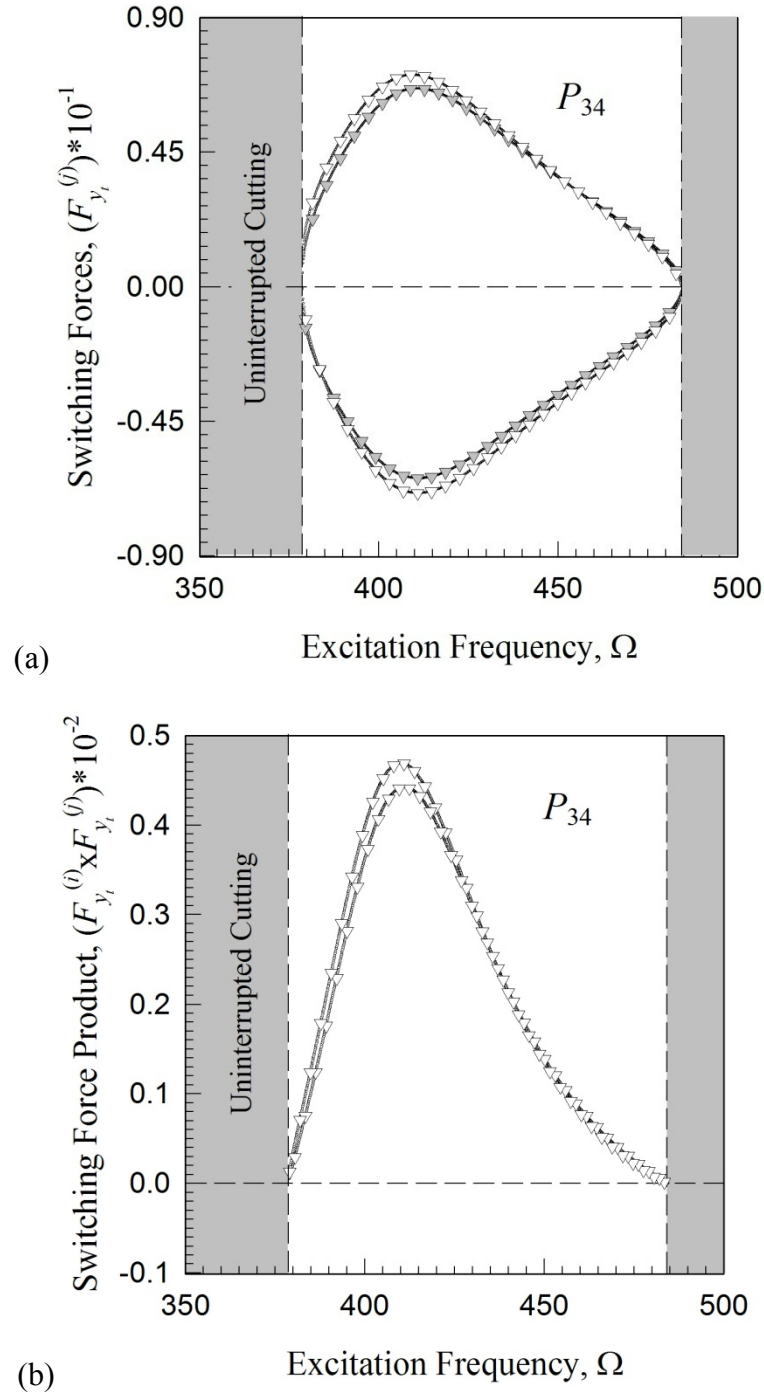 0.90
0.45
0.00
-0.45
-0.90
Switching Forces, (F_{y_t}^{(j)})*10^{-1}
Uninterrupted Cutting
P_{34}
350 400 450 500
Excitation Frequency, Ω
(a)
0.5
0.4
0.3
0.2
0.1
0.0
-0.1
Switching Force Product, (F_{y_t}^{(i)}xF_{y_t}^{(j)})*10^{-2}
Uninterrupted Cutting
P_{34}
350 400 450 500
Excitation Frequency, Ω
(b)